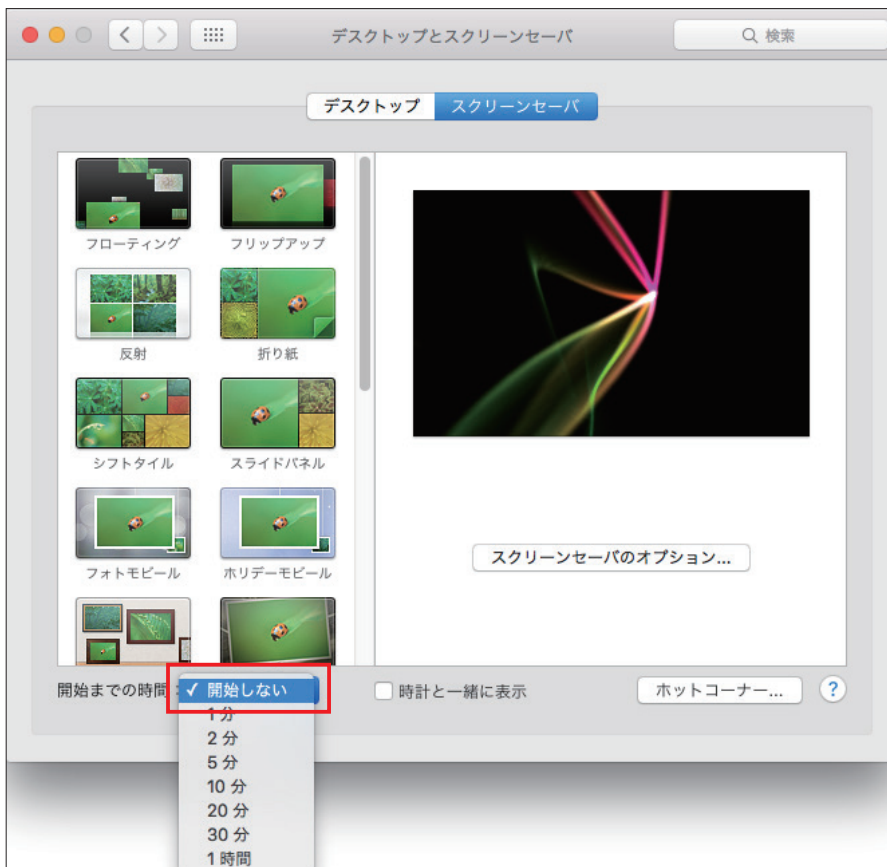 デスクトップとスクリーンセーバ
検索
デスクトップ スクリーンセーバ
フローティング フリップアップ
反射 折り紙
シフトタイル スライドパネル
フォトモビール ホリデーモビール
スクリーンセーバのオプション...
開始までの時間： ✓ 開始しない
時計と一緒に表示
ホットコーナー... ?
1 分
2 分
5 分
10 分
20 分
30 分
1 時間